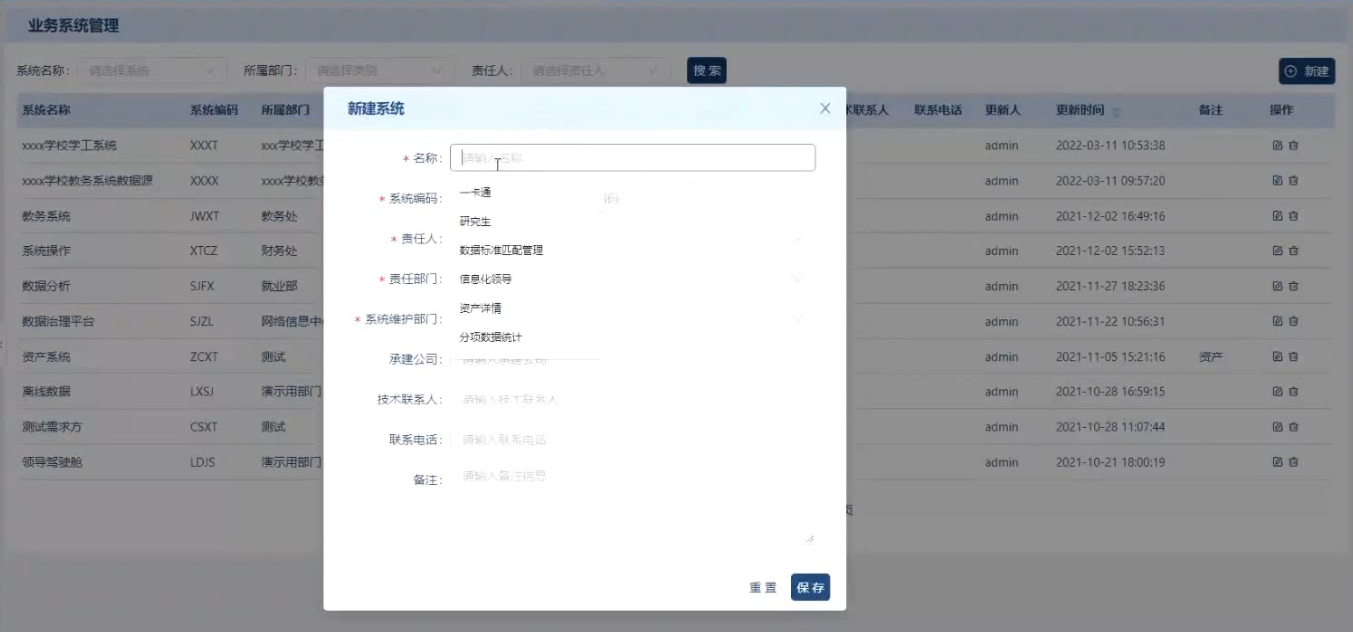 业务系统管理
系统名称: 请选择系统 所属部门: 请选择类别 责任人: 请选择责任人 搜索 新建
系统名称 系统编码 所属部门 术联系人 联系电话 更新人 更新时间 备注 操作
xxxx学校学工系统 XXXT xxx学校学工 admin 2022-03-11 10:53:38
xxxx学校教务系统数据源 XXXX xxxx学校教务 admin 2022-03-11 09:57:20
教务系统 JWXT 教务处 admin 2021-12-02 16:49:16
系统操作 XTCZ 财务处 admin 2021-12-02 15:52:13
数据分析 SJFX 就业部 admin 2021-11-27 18:23:36
数据治理平台 SJZL 网络信息中心 admin 2021-11-22 10:56:31
资产系统 ZCXT 测试 admin 2021-11-05 15:21:16 资产
离线数据 LXSJ 演示用部门 admin 2021-10-28 16:59:15
测试需求方 CSXT 测试 admin 2021-10-28 11:07:44
领导驾驶舱 LDJS 演示用部门 admin 2021-10-21 18:00:19
页
新建系统
* 名称: 请输入名称
* 系统编码: 码
* 责任人:
* 责任部门:
* 系统维护部门:
一卡通
研究生
数据标准匹配管理
信息化领导
资产详情
分项数据统计
承建公司: 请输入承建公司
技术联系人: 请输入技术联系人
联系电话: 请输入联系电话
备注: 请输入备注信息
重置 保存